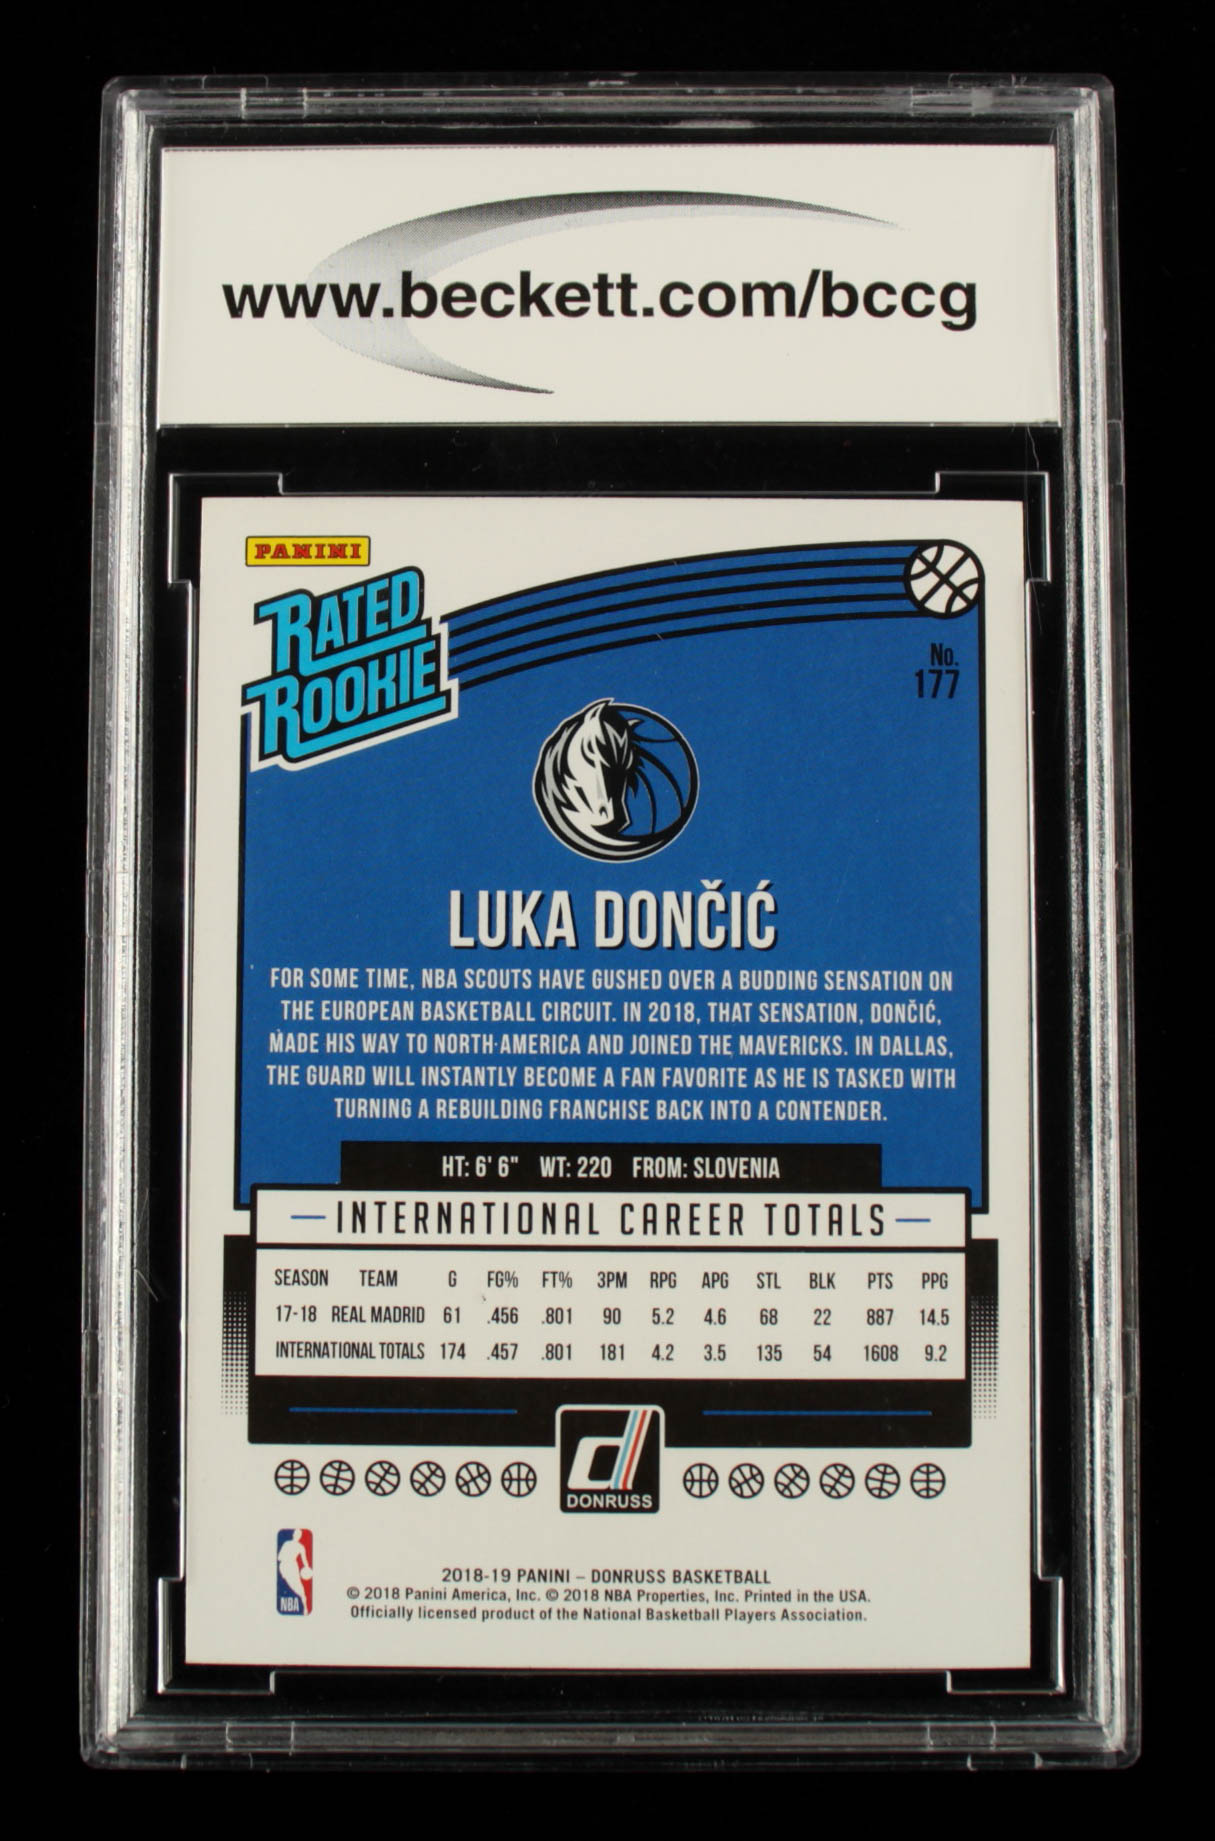 www.beckett.com/bccg
PANINI
RATED
ROOKIE
No.
177
LUKA DONČIĆ
FOR SOME TIME, NBA SCOUTS HAVE GUSHED OVER A BUDDING SENSATION ON
THE EUROPEAN BASKETBALL CIRCUIT. IN 2018, THAT SENSATION, DONČIĆ,
MADE HIS WAY TO NORTH AMERICA AND JOINED THE MAVERICKS. IN DALLAS,
THE GUARD WILL INSTANTLY BECOME A FAN FAVORITE AS HE IS TASKED WITH
TURNING A REBUILDING FRANCHISE BACK INTO A CONTENDER.
HT: 6' 6" WT: 220 FROM: SLOVENIA
INTERNATIONAL CAREER TOTALS
SEASON TEAM G FG% FT% 3PM RPG APG STL BLK PTS PPG
17-18 REAL MADRID 61 .456 .801 90 5.2 4.6 68 22 887 14.5
INTERNATIONAL TOTALS 174 .457 .801 181 4.2 3.5 135 54 1608 9.2
d
DONRUSS
NBA
2018-19 PANINI – DONRUSS BASKETBALL
© 2018 Panini America, Inc. © 2018 NBA Properties, Inc. Printed in the USA.
Officially licensed product of the National Basketball Players Association.